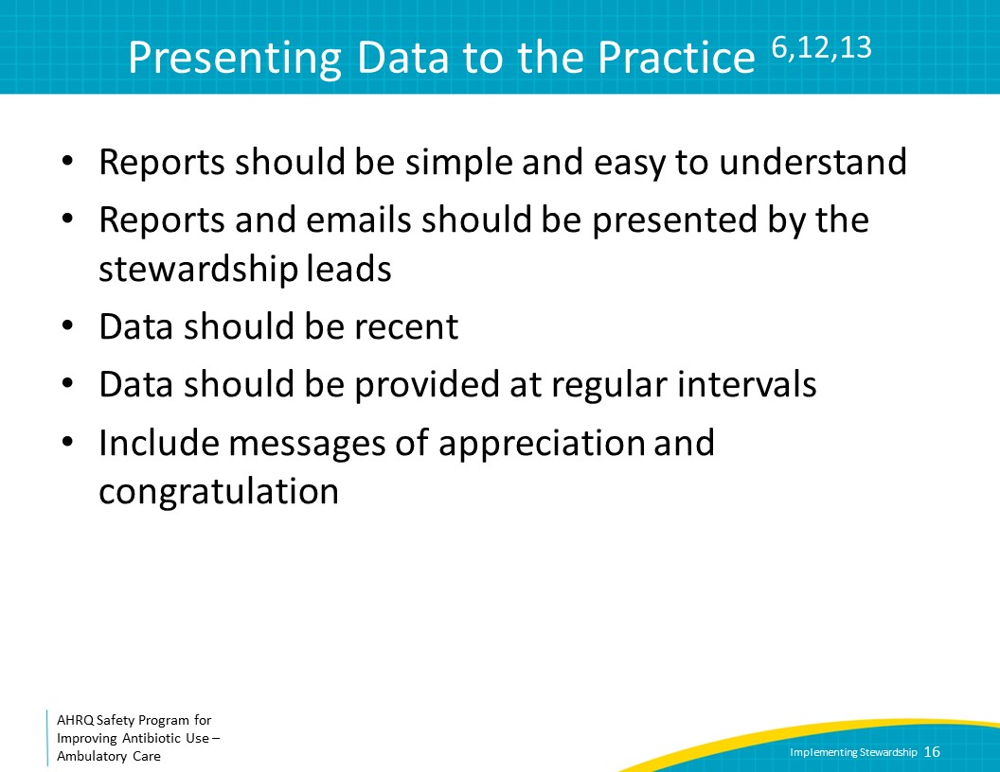 Presenting Data to the Practice 6,12,13
• Reports should be simple and easy to understand
• Reports and emails should be presented by the
stewardship leads
• Data should be recent
• Data should be provided at regular intervals
• Include messages of appreciation and
congratulation
AHRQ Safety Program for
Improving Antibiotic Use –
Ambulatory Care
Implementing Stewardship 16